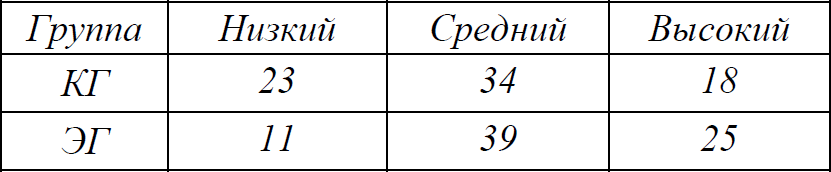 Группа Низкий Средний Высокий
КГ 23 34 18
ЭГ 11 39 25